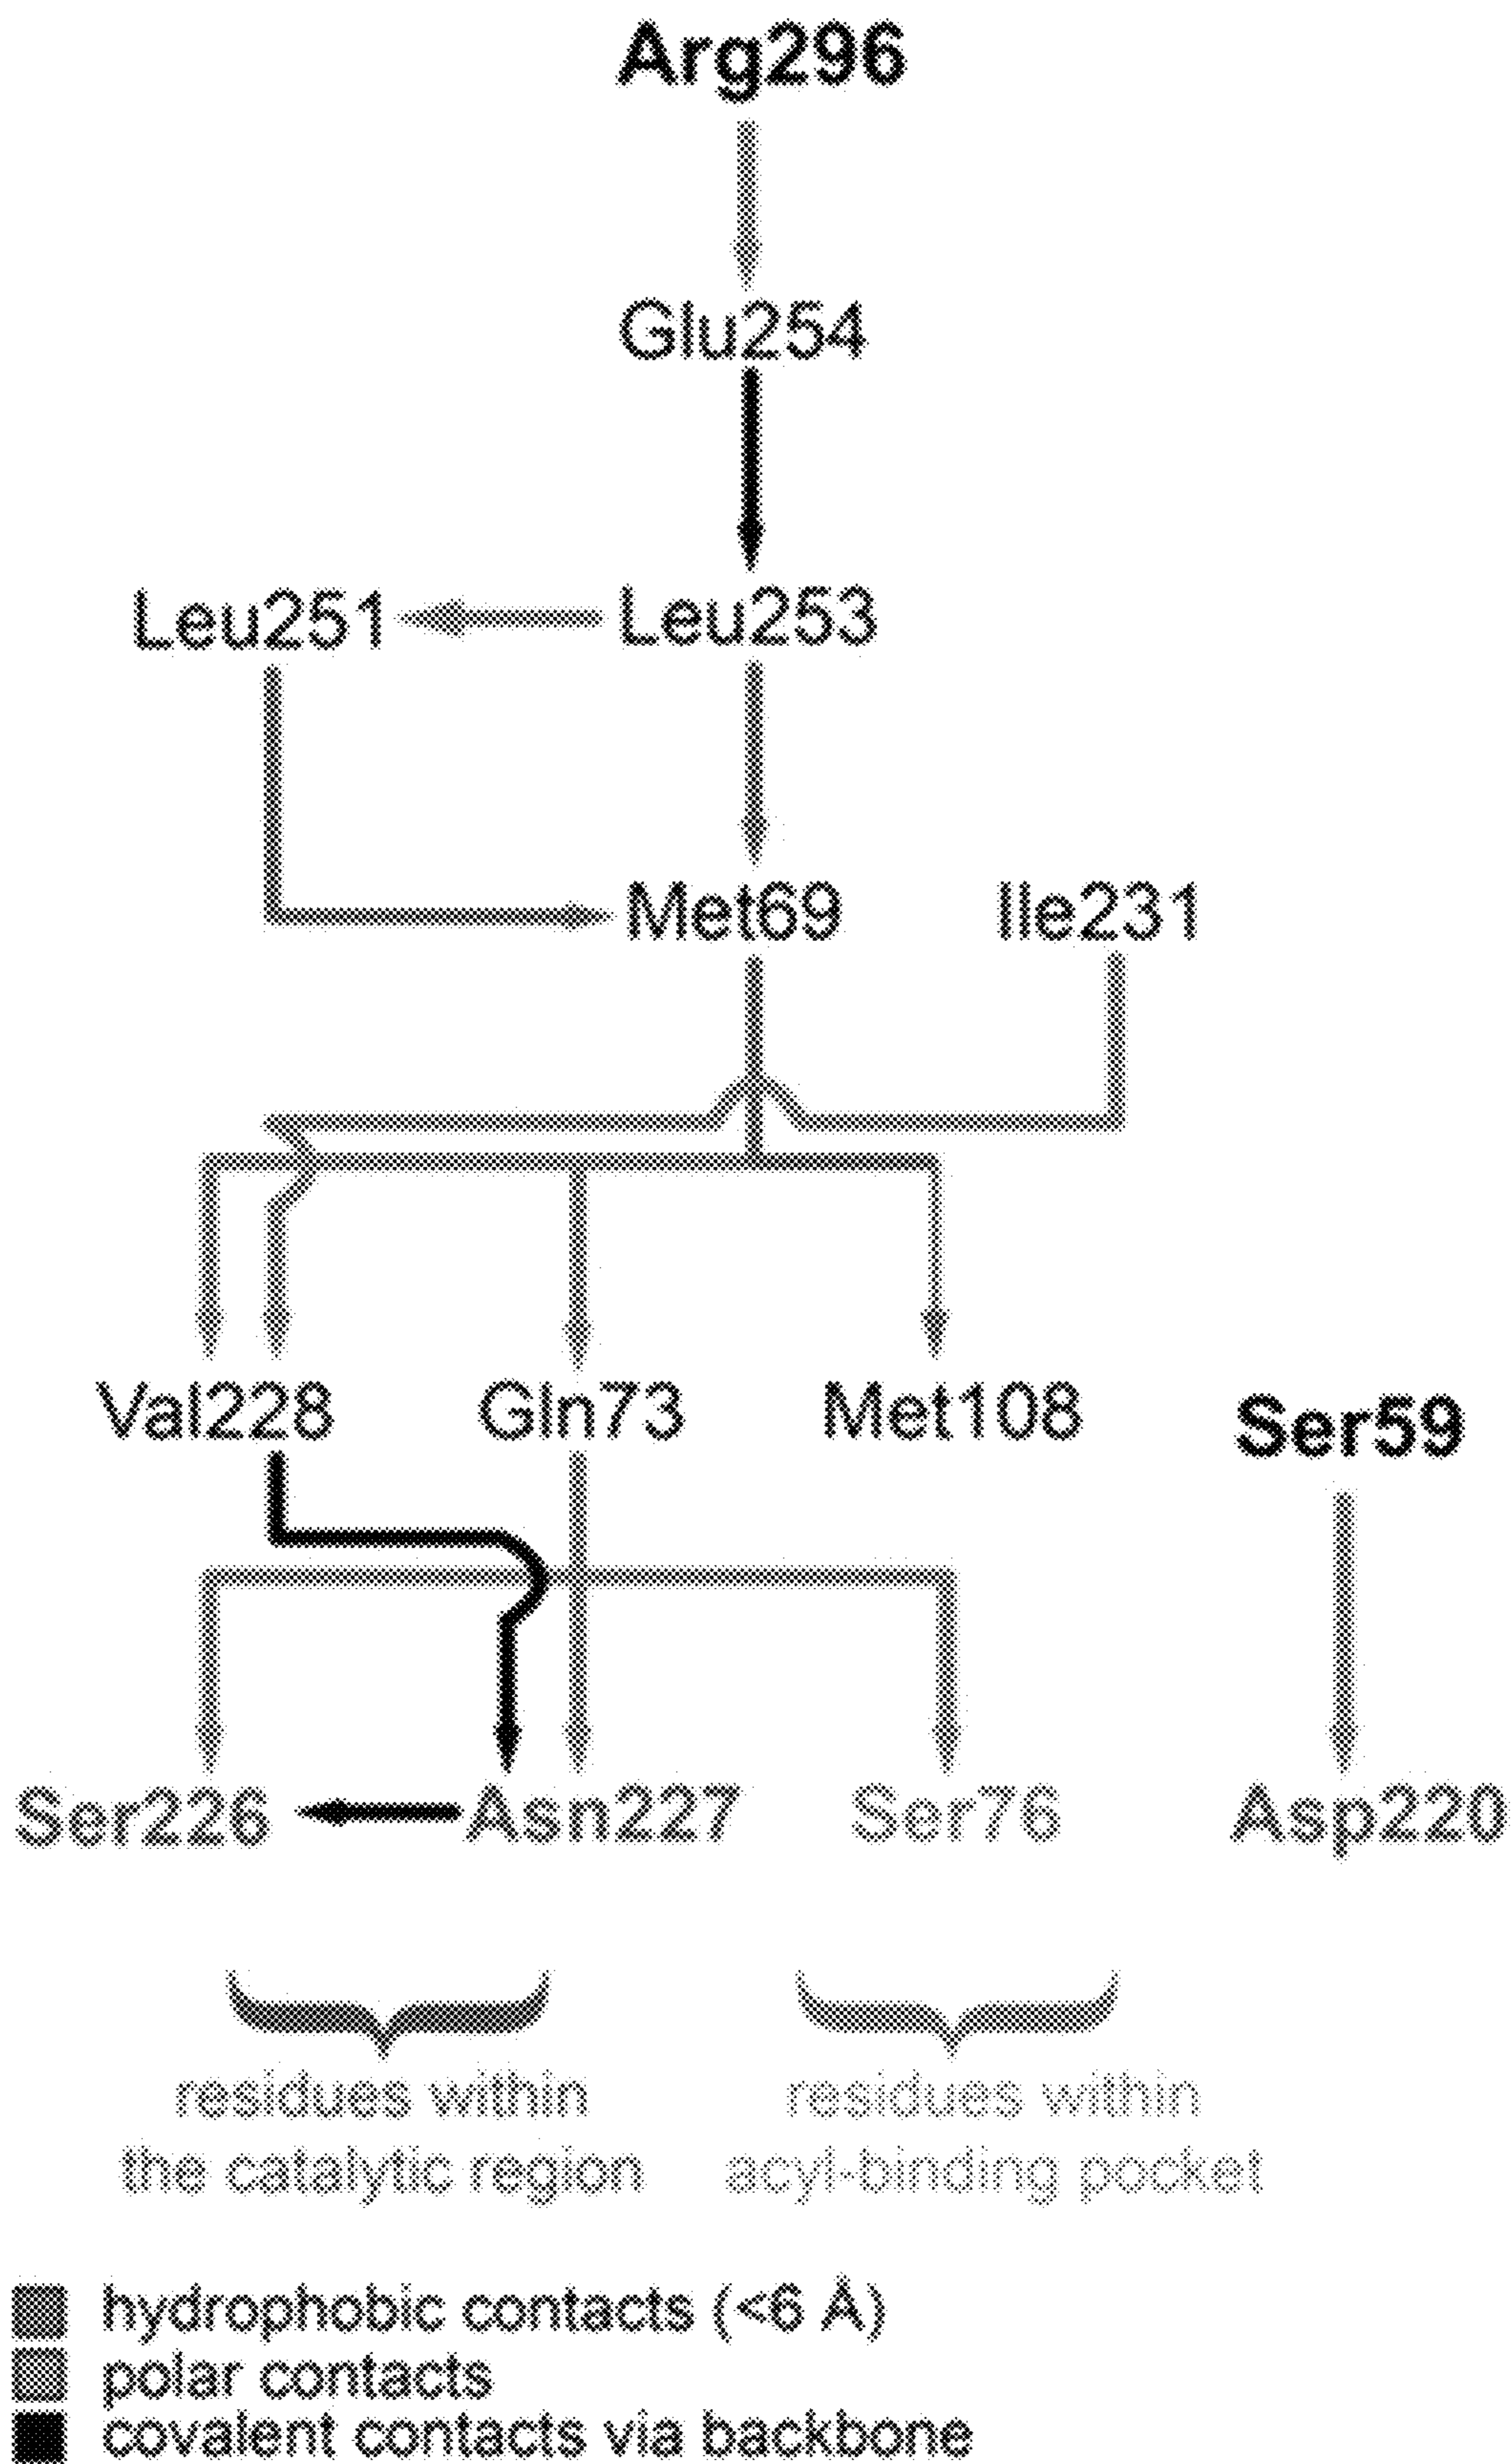 Arg296
Glu254
Leu251 Leu253
Met69 Ile231
Val228 Gln73 Met108 Ser59
Ser226 Asn227 Ser76 Asp220
residues within residues within
the catalytic region acyl-binding pocket
hydrophobic contacts (<6 Å)
polar contacts
covalent contacts via backbone